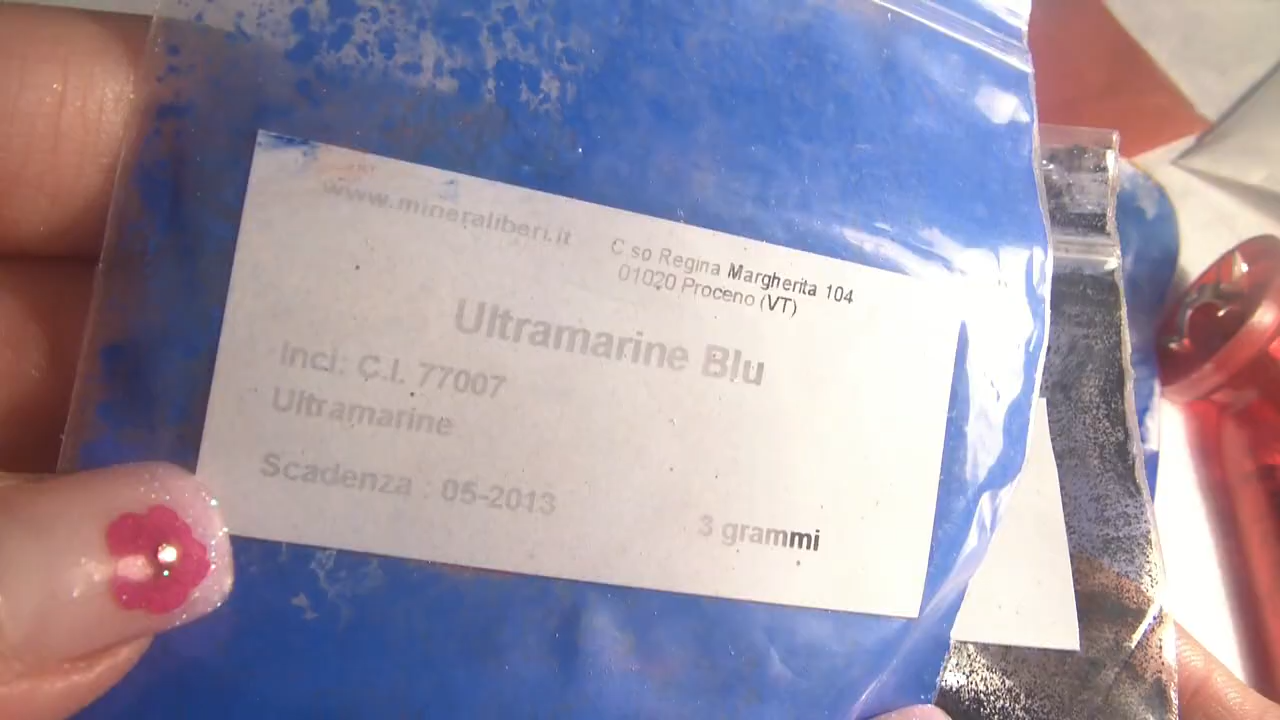 www.mineraliberi.it
C so Regina Margherita 104
01020 Proceno (VT)
Ultramarine Blu
Inci: C.I. 77007
Ultramarine
Scadenza : 05-2013
3 grammi